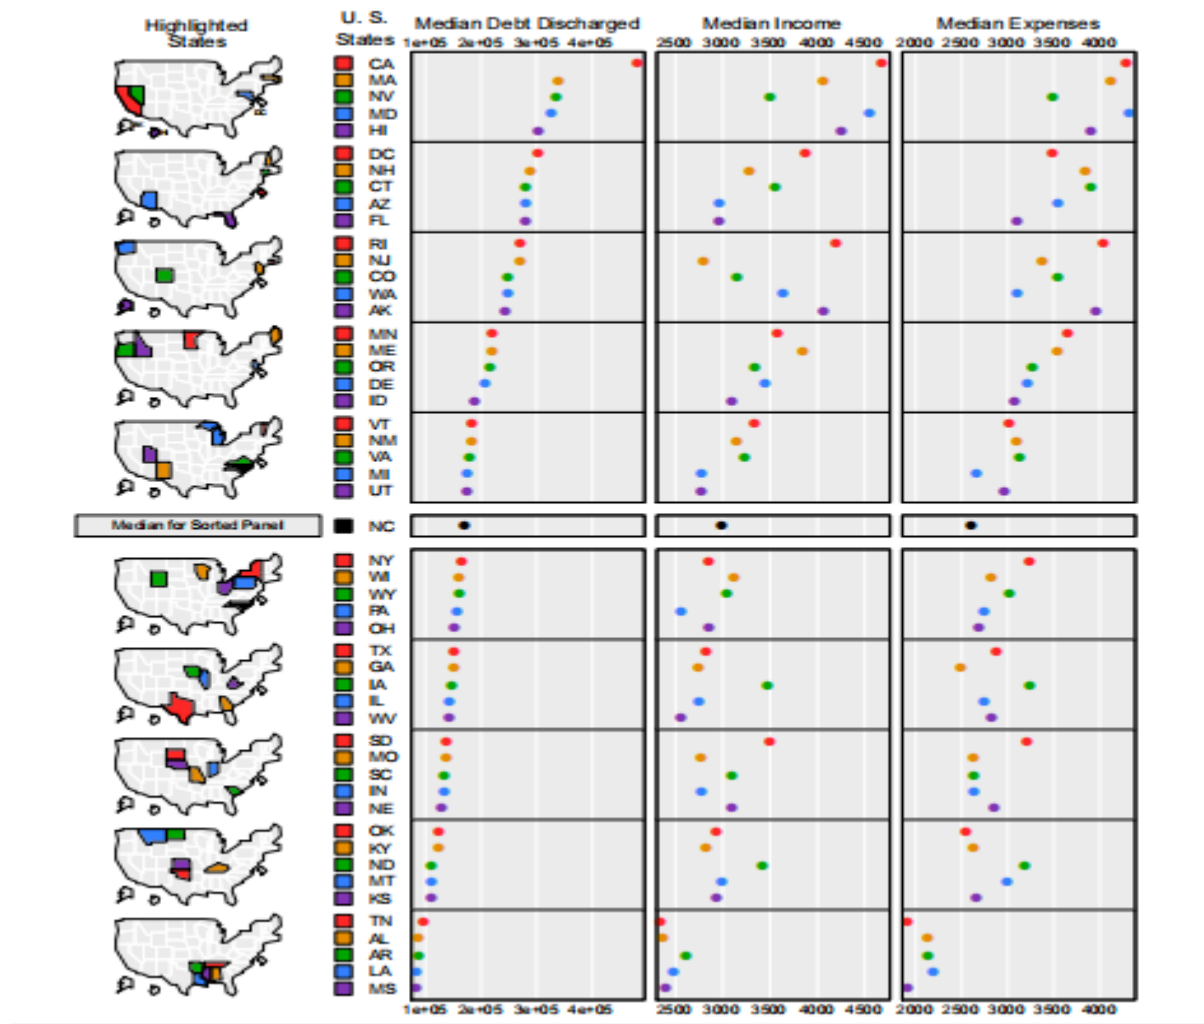 Highlighted States
U. S. States
Median Debt Discharged
Median Income
Median Expenses
1e+05 2e+05 3e+05 4e+05
2500 3000 3500 4000 4500
2000 2500 3000 3500 4000
CA
MA
NV
MD
HI
DC
NH
CT
AZ
FL
RI
NJ
CO
WA
AK
MN
ME
OR
DE
ID
VT
NM
VA
MI
UT
Median for Sorted Panel
NC
NY
WI
WY
PA
OH
TX
GA
IA
IL
WV
SD
MO
SC
IN
NE
OK
KY
ND
MT
KS
TN
AL
AR
LA
MS
1e+05 2e+05 3e+05 4e+05
2500 3000 3500 4000 4500
2000 2500 3000 3500 4000